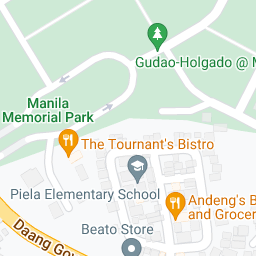 Gudao-Holgado @ M
Manila
Memorial Park
The Tournant's Bistro
Piela Elementary School
Andeng's B
and Grocer
Beato Store
Daang Go